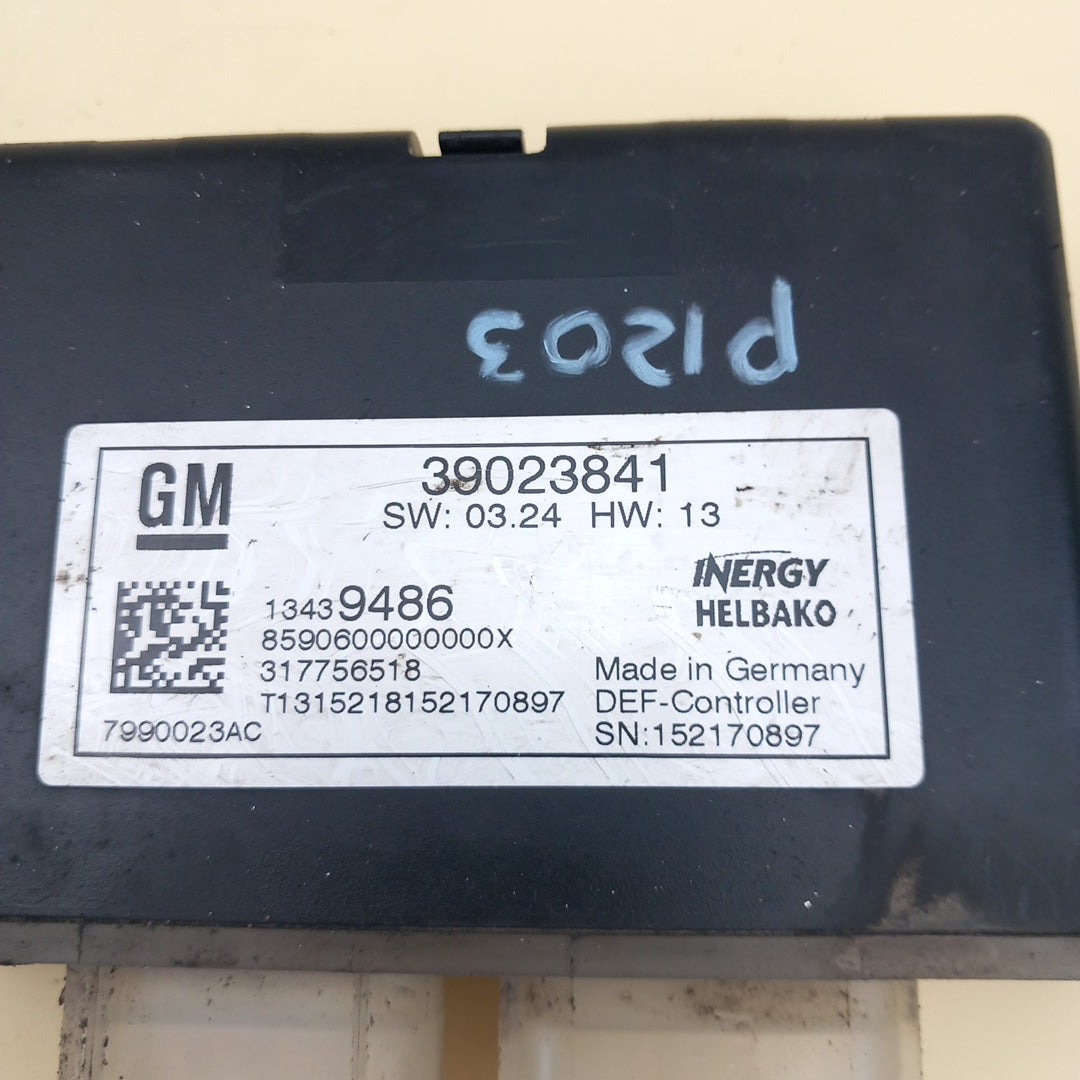 P1203
GM
39023841
SW: 03.24 HW: 13
INERGY
HELBAKO
13439486
8590600000000X
317756518
T1315218152170897
7990023AC
Made in Germany
DEF-Controller
SN:152170897